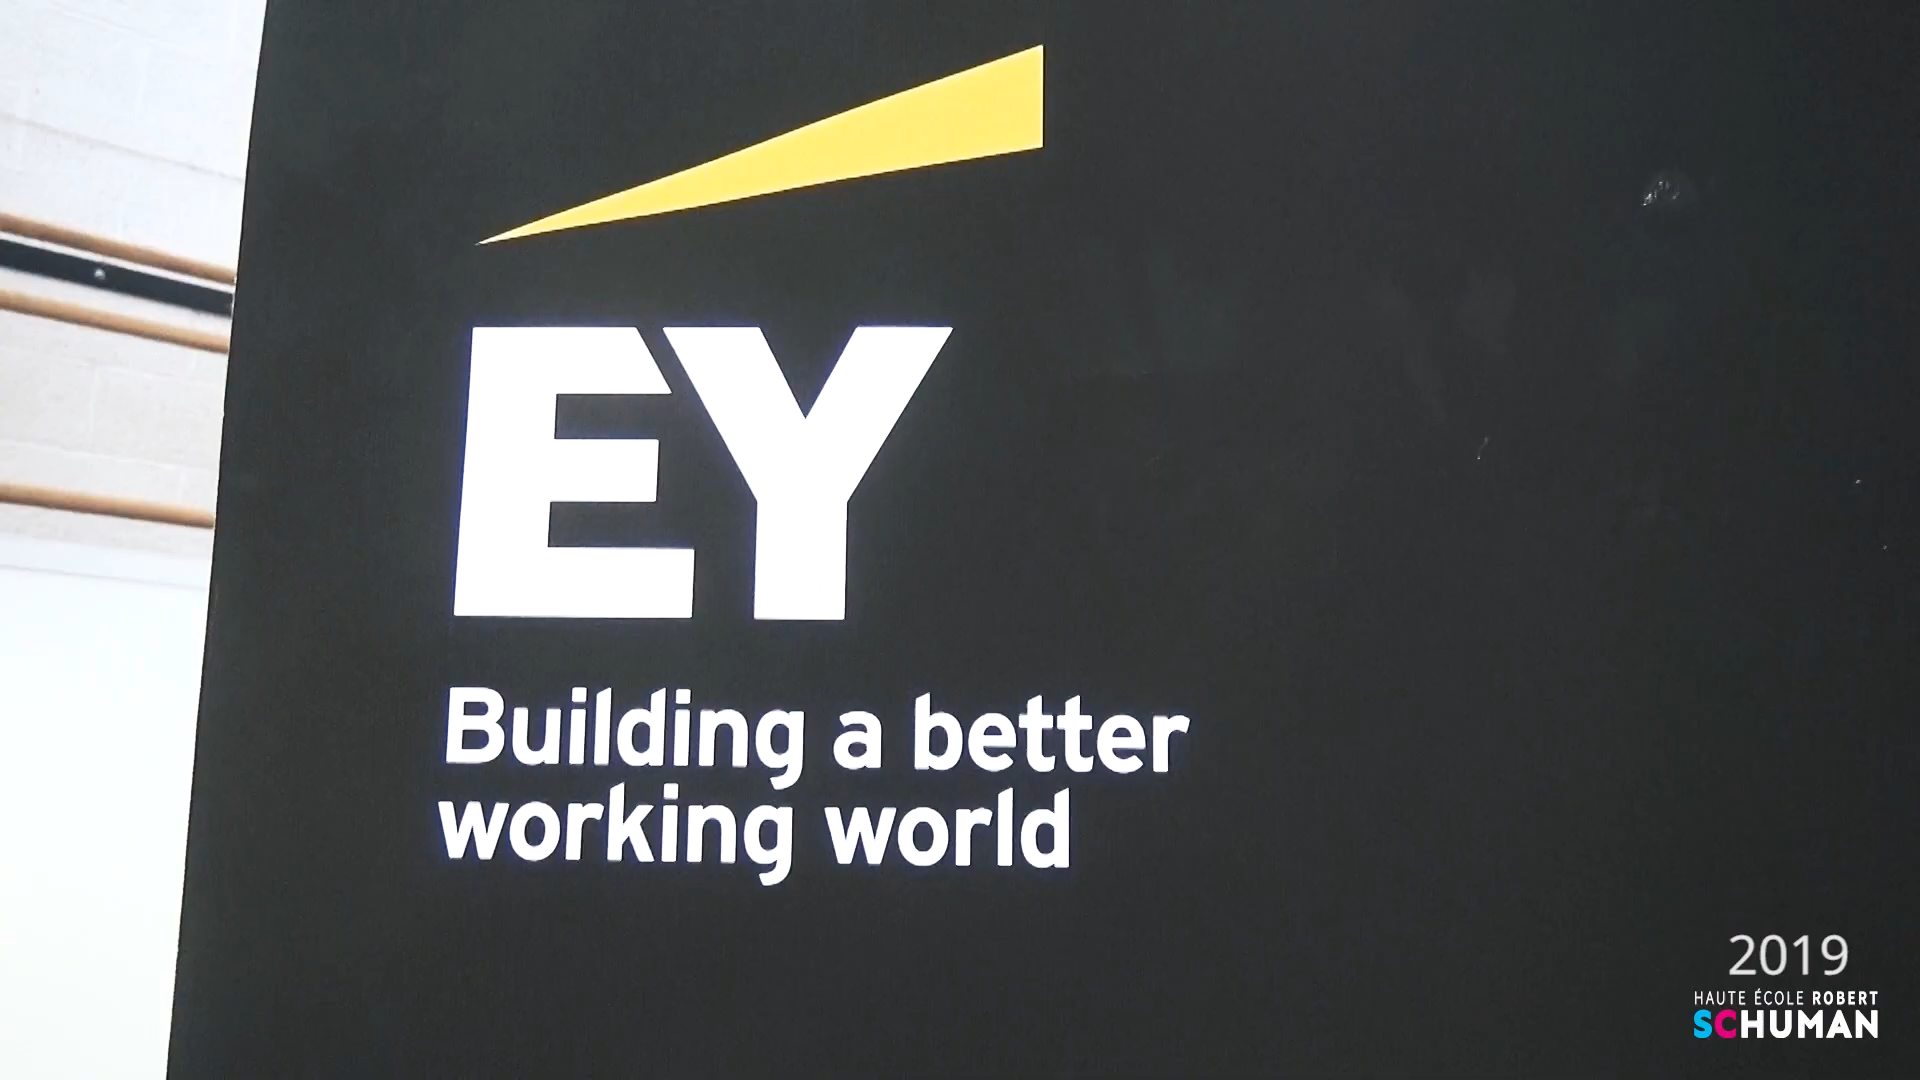 EY
Building a better
working world
2019
HAUTE ÉCOLE ROBERT
SCHUMAN